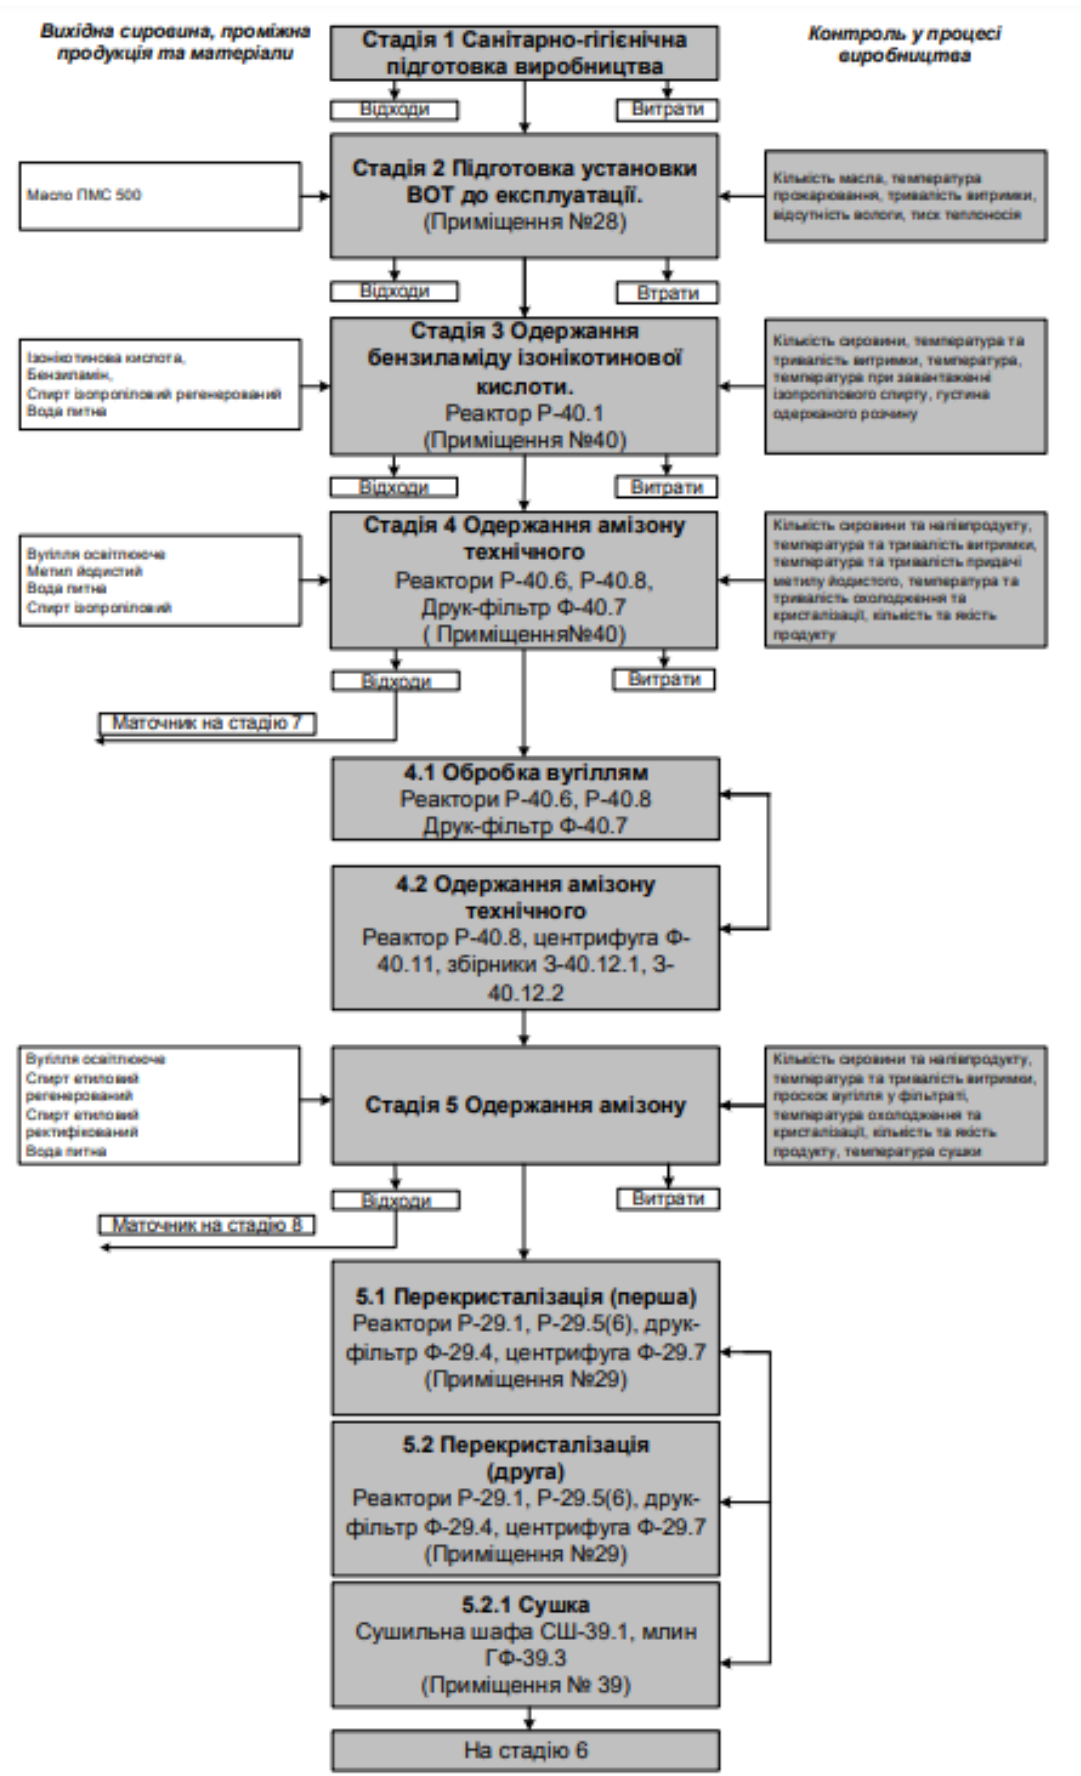 Вихідна сировина, проміжна
продукція та матеріали
Стадія 1 Санітарно-гігієнічна
підготовка виробництва
Контроль у процесі
виробництва
Відходи
Витрати
Масло ПМС 500
Стадія 2 Підготовка установки
ВОТ до експлуатації.
(Приміщення №28)
Кількість масла, температура
прожарювання, тривалість витримки,
відсутність вологи, тиск теплоносія
Відходи
Втрати
Ізонікотинова кислота,
Бензиламін,
Спирт ізопропіловий регенерований
Вода питна
Стадія 3 Одержання
бензиламіду ізонікотинової
кислоти.
Реактор Р-40.1
(Приміщення №40)
Кількість сировини, температура та
тривалість витримки, температура,
температура при завантаженні
ізопропілового спирту, густина
одержаного розчину
Відходи
Витрати
Вугілля освітлююче
Метил йодистий
Вода питна
Спирт ізопропіловий
Стадія 4 Одержання амізону
технічного
Реактори Р-40.6, Р-40.8,
Друк-фільтр Ф-40.7
( Приміщення№40)
Кількість сировини та напівпродукту,
температура та тривалість витримки,
температура та тривалість придачі
метилу йодистого, температура та
тривалість охолодження та
кристалізації, кількість та якість
продукту
Відходи
Витрати
Маточник на стадію 7
4.1 Обробка вугіллям
Реактори Р-40.6, Р-40.8
Друк-фільтр Ф-40.7
4.2 Одержання амізону
технічного
Реактор Р-40.8, центрифуга Ф-
40.11, збірники З-40.12.1, З-
40.12.2
Вугілля освітлююче
Спирт етиловий
регенерований
Спирт етиловий
ректифікований
Вода питна
Стадія 5 Одержання амізону
Кількість сировини та напівпродукту,
температура та тривалість витримки,
проскок вугілля у фільтраті,
температура охолодження та
кристалізації, кількість та якість
продукту, температура сушки
Відходи
Витрати
Маточник на стадію 8
5.1 Перекристалізація (перша)
Реактори Р-29.1, Р-29.5(6), друк-
фільтр Ф-29.4, центрифуга Ф-29.7
(Приміщення №29)
5.2 Перекристалізація
(друга)
Реактори Р-29.1, Р-29.5(6), друк-
фільтр Ф-29.4, центрифуга Ф-29.7
(Приміщення №29)
5.2.1 Сушка
Сушильна шафа СШ-39.1, млин
ГФ-39.3
(Приміщення № 39)
На стадію 6